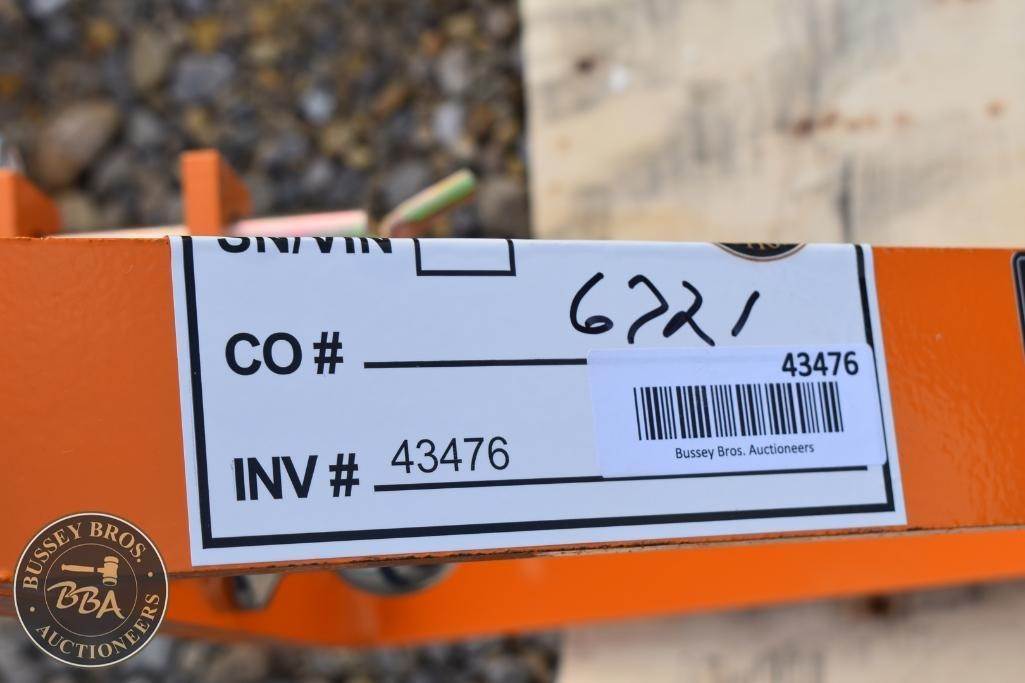 SN/VIN
6721
CO #
43476
Bussey Bros. Auctioneers
INV # 43476
BUSSEY BROS.
BBA
AUCTIONEERS